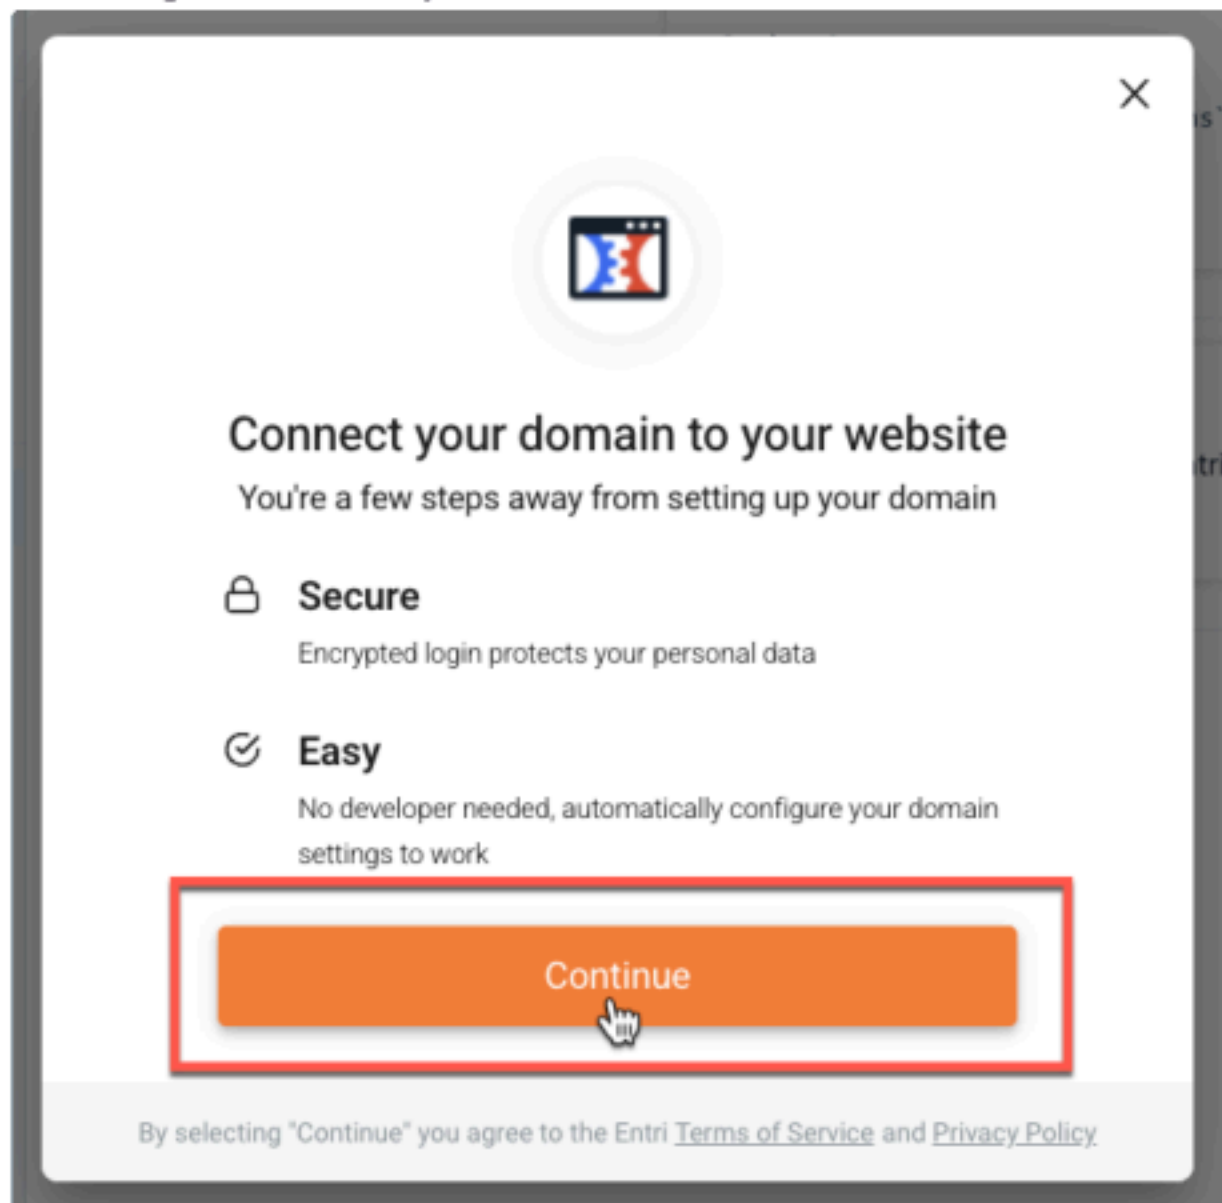 Connect your domain to your website
You're a few steps away from setting up your domain
Secure
Encrypted login protects your personal data
Easy
No developer needed, automatically configure your domain
settings to work
Continue
By selecting "Continue" you agree to the Entri Terms of Service and Privacy Policy